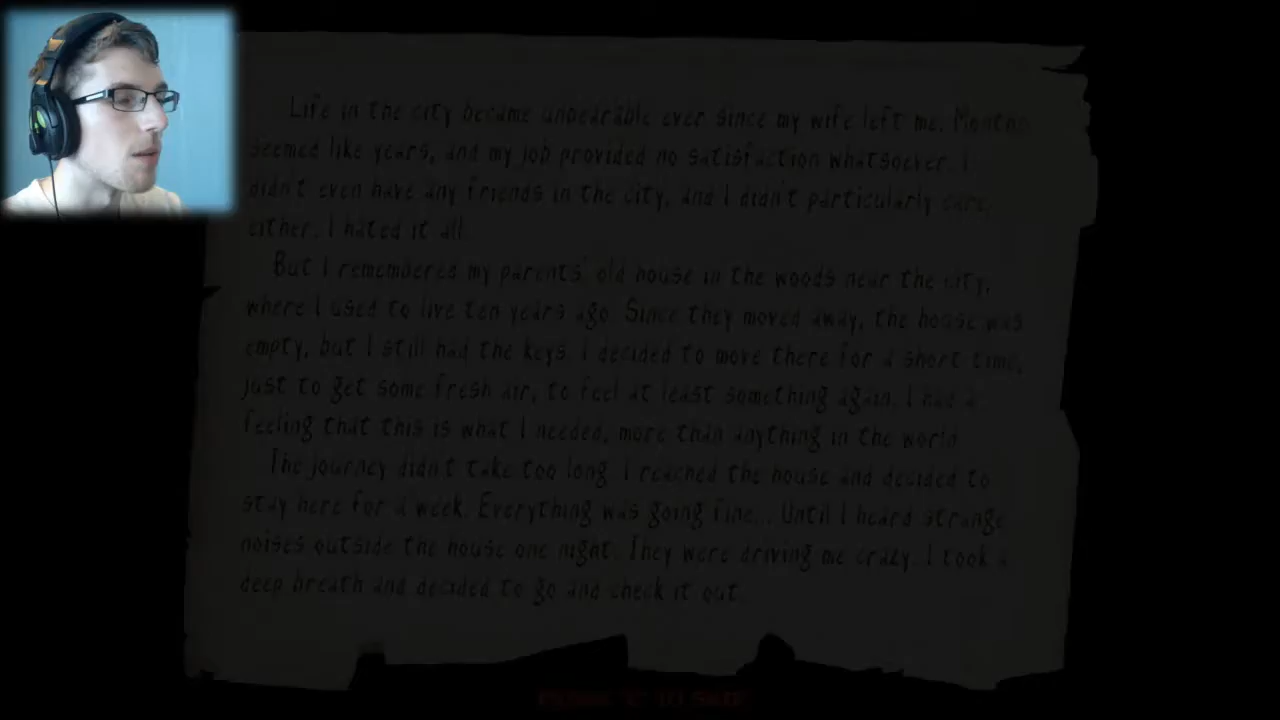 Life in the city became unbearable ever since my wife left me. Months
seemed like years, and my job provided no satisfaction whatsoever. I
didn't even have any friends in the city, and I didn't particularly care,
either. I hated it all.
But I remembered my parents' old house in the woods near the city,
where I used to live ten years ago. Since they moved away, the house was
empty, but I still had the keys. I decided to move there for a short time,
just to get some fresh air, to feel at least something again. I had a
feeling that this is what I needed, more than anything in the world.
The journey didn't take too long. I reached the house and decided to
stay here for a week. Everything was going fine... Until I heard strange
noises outside the house one night. They were driving me crazy. I took a
deep breath and decided to go and check it out.